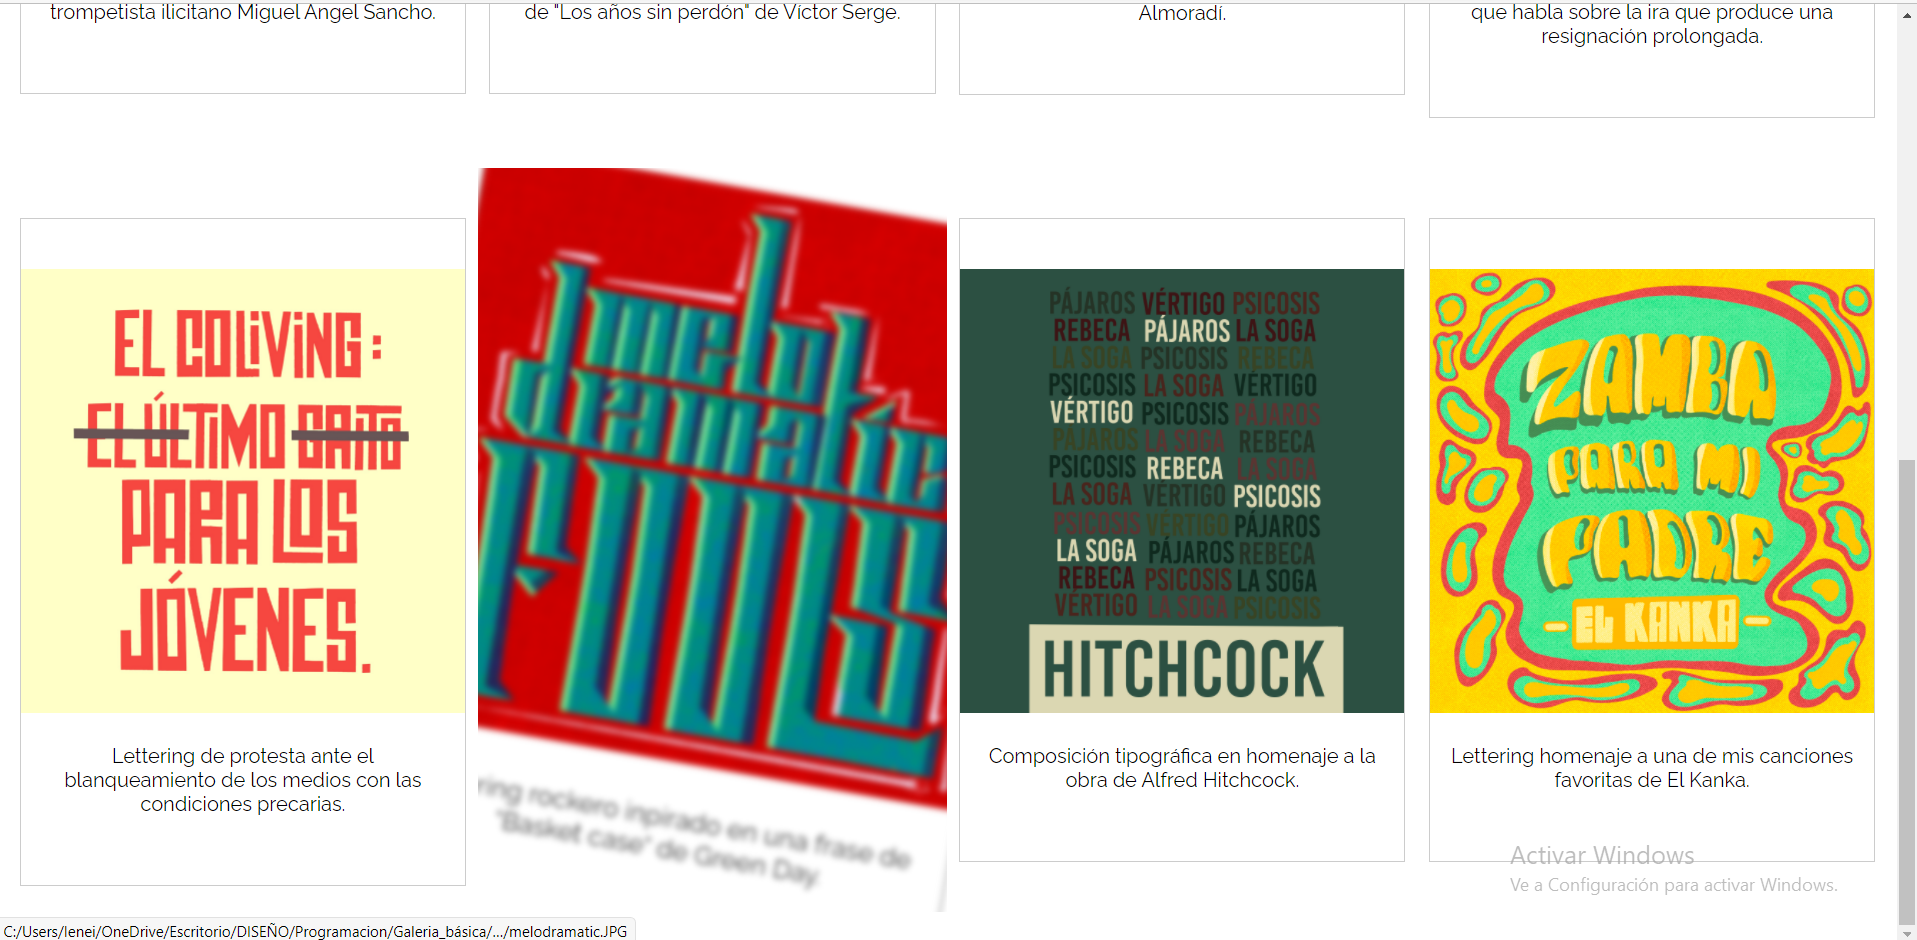 trompetista ilicitano Miguel Ángel Sancho.
de "Los años sin perdón" de Víctor Serge.
Almoradí.
que habla sobre la ira que produce una
resignación prolongada.
EL COLIVING:
EL ÚLTIMO GRITO
PARA LOS
JÓVENES.
Lettering de protesta ante el
blanqueamiento de los medios con las
condiciones precarias.
melo
dramatic
FOOLS
ring rockero inpirado en una frase de
"Basket case" de Green Day.
PÁJAROS VÉRTIGO PSICOSIS
REBECA PÁJAROS LA SOGA
LA SOGA PSICOSIS REBECA
PSICOSIS LA SOGA VÉRTIGO
VÉRTIGO PSICOSIS PÁJAROS
PÁJAROS LA SOGA REBECA
PSICOSIS REBECA LA SOGA
LA SOGA VÉRTIGO PSICOSIS
PSICOSIS VÉRTIGO PÁJAROS
LA SOGA PÁJAROS REBECA
REBECA PSICOSIS LA SOGA
VÉRTIGO LA SOGA PSICOSIS
HITCHCOCK
Composición tipográfica en homenaje a la
obra de Alfred Hitchcock.
ZAMBA
PARA MI
PADRE
- EL KANKA -
Lettering homenaje a una de mis canciones
favoritas de El Kanka.
Activar Windows
Ve a Configuración para activar Windows.
C:/Users/lenei/OneDrive/Escritorio/DISEÑO/Programacion/Galeria_básica/.../melodramatic.JPG